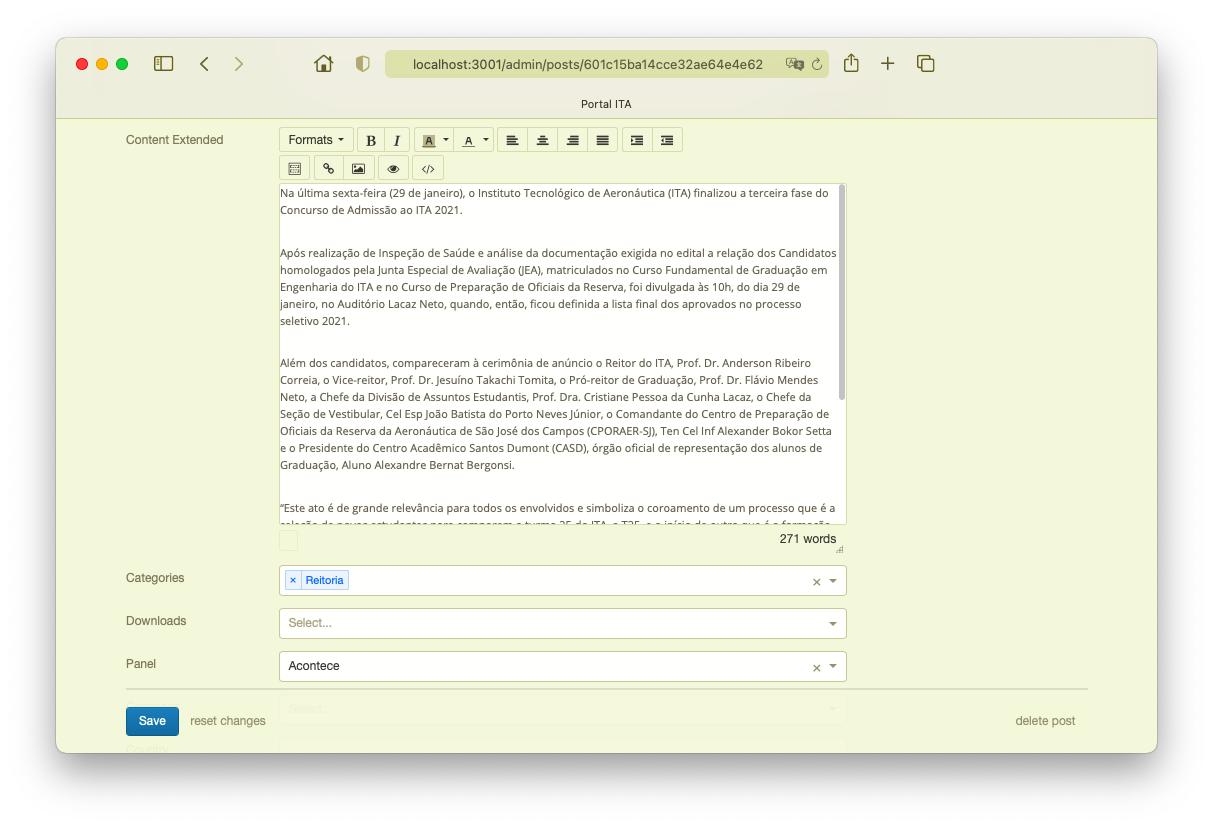 localhost:3001/admin/posts/601c15ba14cce32ae64e4e62
Portal ITA
Content Extended
Formats B I A A
Na última sexta-feira (29 de janeiro), o Instituto Tecnológico de Aeronáutica (ITA) finalizou a terceira fase do
Concurso de Admissão ao ITA 2021.
Após realização de Inspeção de Saúde e análise da documentação exigida no edital a relação dos Candidatos
homologados pela Junta Especial de Avaliação (JEA), matriculados no Curso Fundamental de Graduação em
Engenharia do ITA e no Curso de Preparação de Oficiais da Reserva, foi divulgada às 10h, do dia 29 de
janeiro, no Auditório Lacaz Neto, quando, então, ficou definida a lista final dos aprovados no processo
seletivo 2021.
Além dos candidatos, compareceram à cerimônia de anúncio o Reitor do ITA, Prof. Dr. Anderson Ribeiro
Correia, o Vice-reitor, Prof. Dr. Jesuíno Takachi Tomita, o Pró-reitor de Graduação, Prof. Dr. Flávio Mendes
Neto, a Chefe da Divisão de Assuntos Estudantis, Prof. Dra. Cristiane Pessoa da Cunha Lacaz, o Chefe da
Seção de Vestibular, Cel Esp João Batista do Porto Neves Júnior, o Comandante do Centro de Preparação de
Oficiais da Reserva da Aeronáutica de São José dos Campos (CPORAER-SJ), Ten Cel Inf Alexander Bokor Setta
e o Presidente do Centro Acadêmico Santos Dumont (CASD), órgão oficial de representação dos alunos de
Graduação, Aluno Alexandre Bernat Bergonsi.
“Este ato é de grande relevância para todos os envolvidos e simboliza o coroamento de um processo que é a
271 words
Categories
× Reitoria
Downloads
Select...
Panel
Acontece
Select...
Save reset changes
delete post
Country